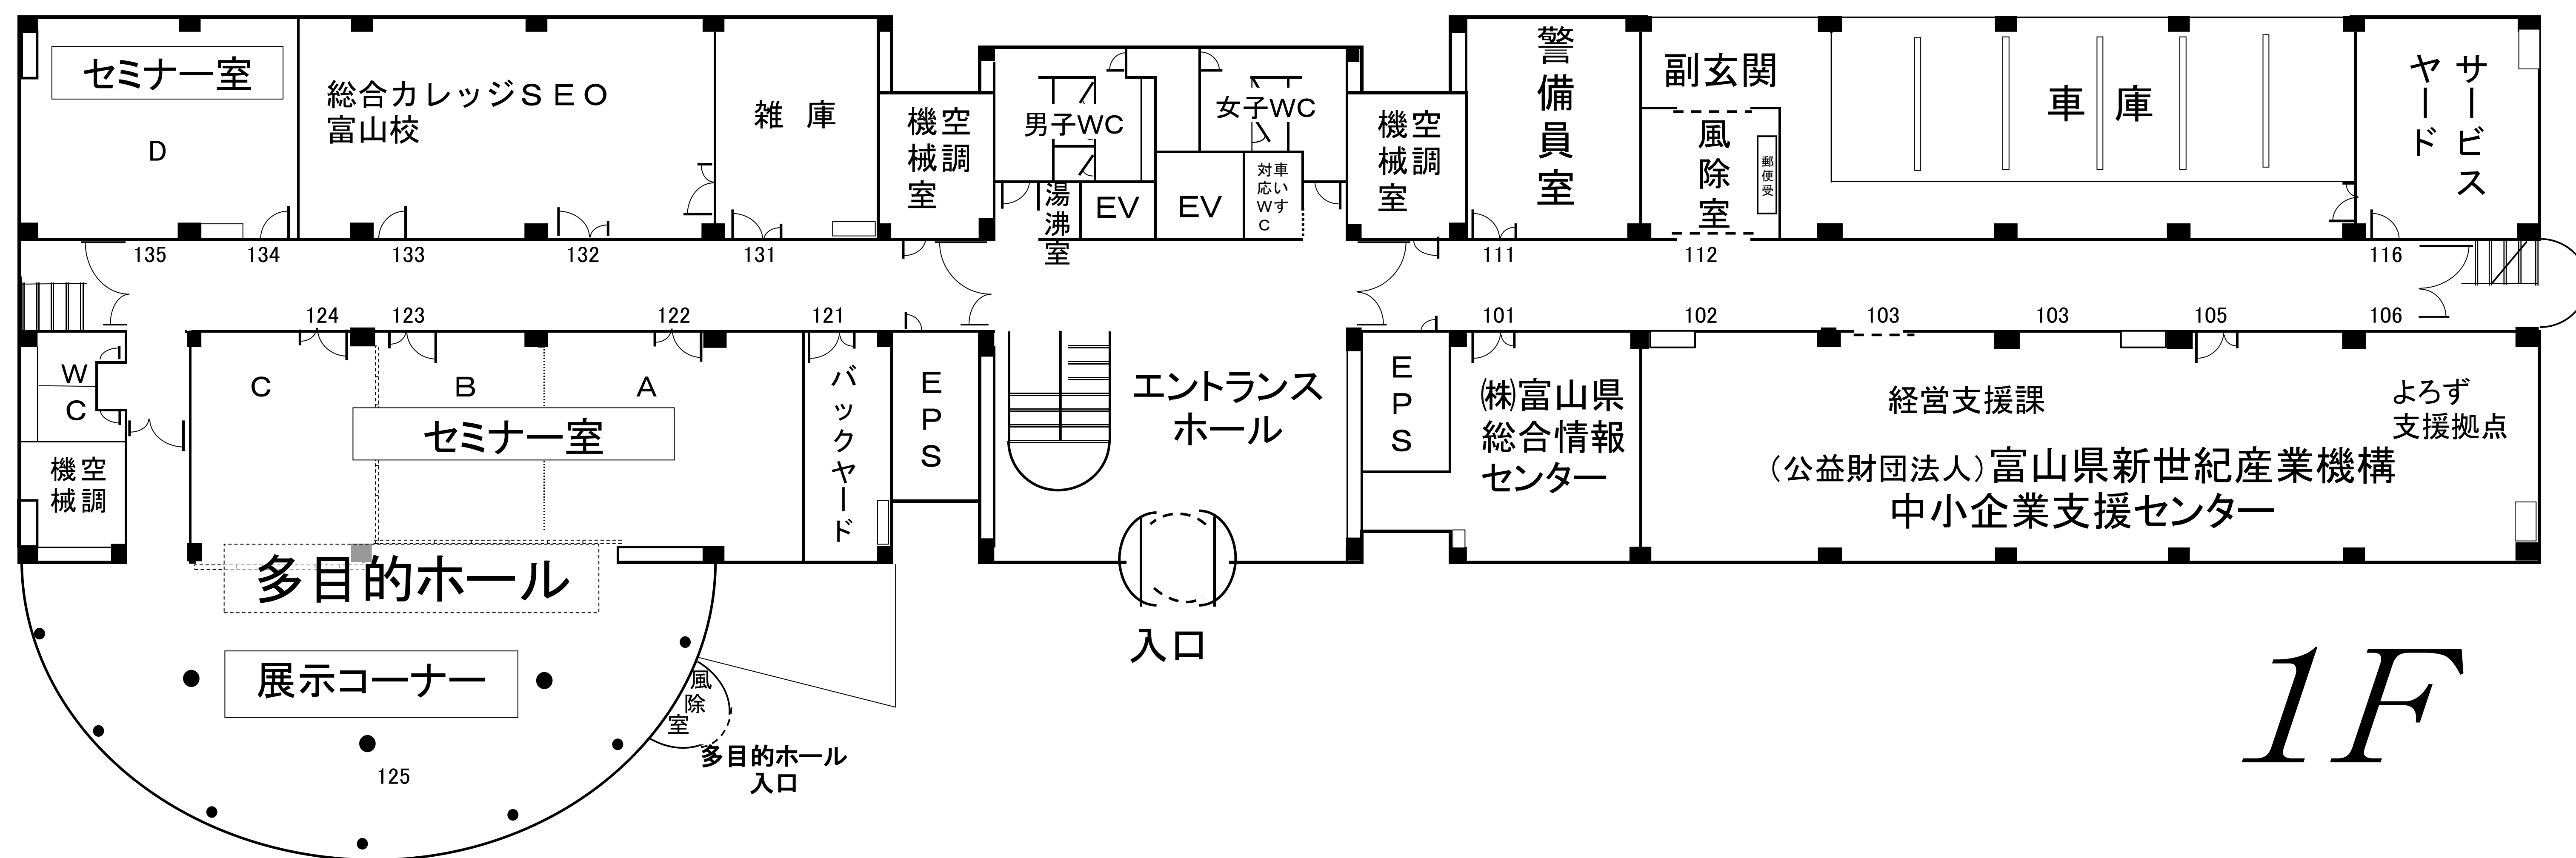 セミナー室
D
総合カレッジＳＥＯ
富山校
雑 庫
空調
機械室
男子WC
女子WC
湯沸室
EV
EV
車いす
対応WC
空調
機械室
警備員室
副玄関
風除室
郵便受
車 庫
サービス
ヤード
135
134
133
132
131
111
112
116
124
123
122
121
101
102
103
103
105
106
WC
空調
機械
C
B
A
セミナー室
バックヤード
EPS
エントランス
ホール
EPS
㈱富山県
総合情報
センター
経営支援課
よろず
支援拠点
（公益財団法人）富山県新世紀産業機構
中小企業支援センター
多目的ホール
展示コーナー
風除室
多目的ホール
入口
125
入口
1F